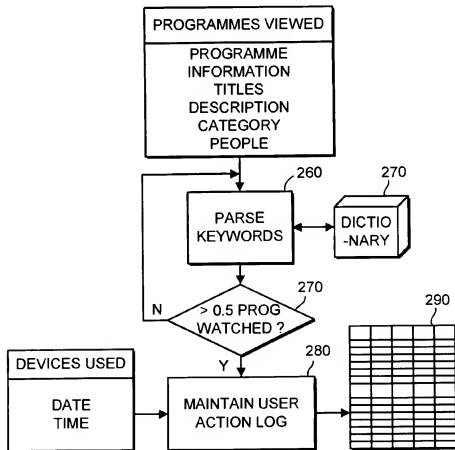 PROGRAMMES VIEWED
PROGRAMME
INFORMATION
TITLES
DESCRIPTION
CATEGORY
PEOPLE
260
270
PARSE
KEYWORDS
DICTIO
-NARY
270
N
> 0.5 PROG
WATCHED ?
290
Y
280
DEVICES USED
DATE
TIME
MAINTAIN USER
ACTION LOG